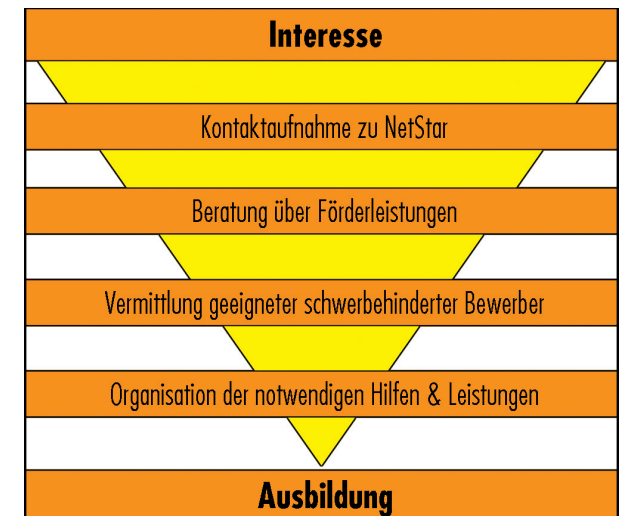 Interesse
Kontaktaufnahme zu NetStar
Beratung über Förderleistungen
Vermittlung geeigneter schwerbehinderter Bewerber
Organisation der notwendigen Hilfen & Leistungen
Ausbildung